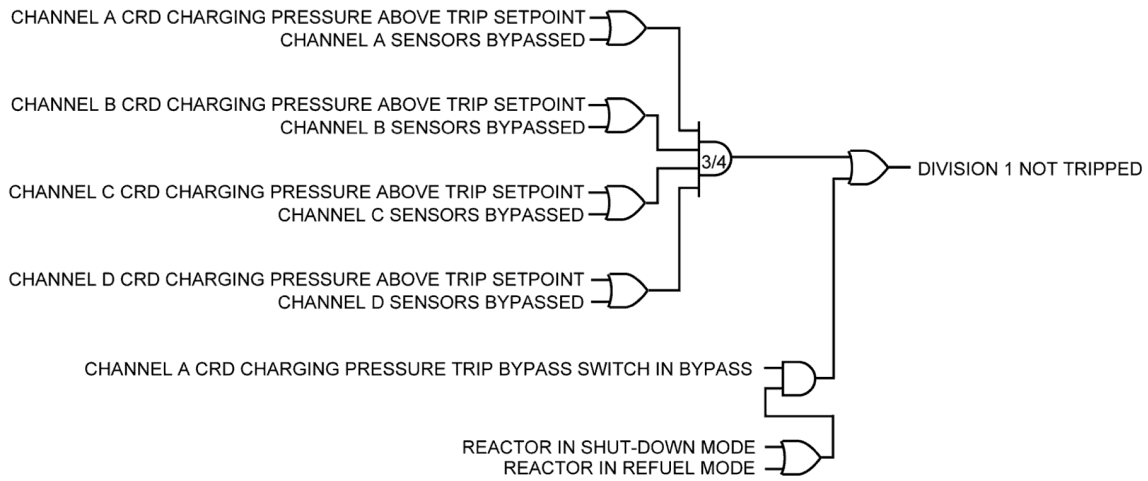 CHANNEL A CRD CHARGING PRESSURE ABOVE TRIP SETPOINT
CHANNEL A SENSORS BYPASSED
CHANNEL B CRD CHARGING PRESSURE ABOVE TRIP SETPOINT
CHANNEL B SENSORS BYPASSED
3/4
DIVISION 1 NOT TRIPPED
CHANNEL C CRD CHARGING PRESSURE ABOVE TRIP SETPOINT
CHANNEL C SENSORS BYPASSED
CHANNEL D CRD CHARGING PRESSURE ABOVE TRIP SETPOINT
CHANNEL D SENSORS BYPASSED
CHANNEL A CRD CHARGING PRESSURE TRIP BYPASS SWITCH IN BYPASS
REACTOR IN SHUT-DOWN MODE
REACTOR IN REFUEL MODE